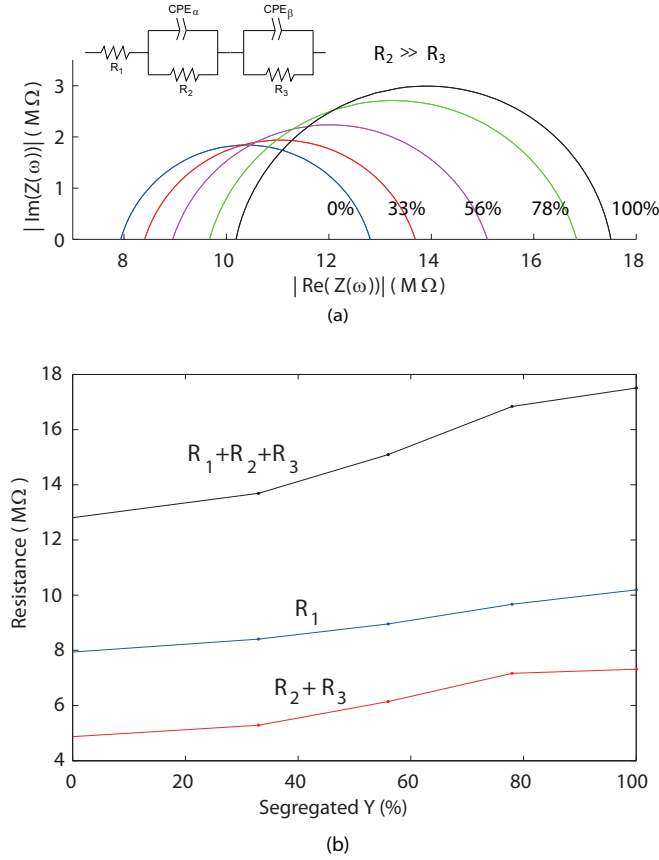 CPEα CPEβ
R1 R2 R3
R2 >> R3
| Im(Z(ω))| ( MΩ)
3
2
1
0
0% 33% 56% 78% 100%
8 10 12 14 16 18
| Re( Z(ω))| ( MΩ)
(a)
Resistance ( MΩ)
18
16
14
12
10
8
6
4
R1+R2+R3
R1
R2+ R3
0 20 40 60 80 100
Segregated Y (%)
(b)